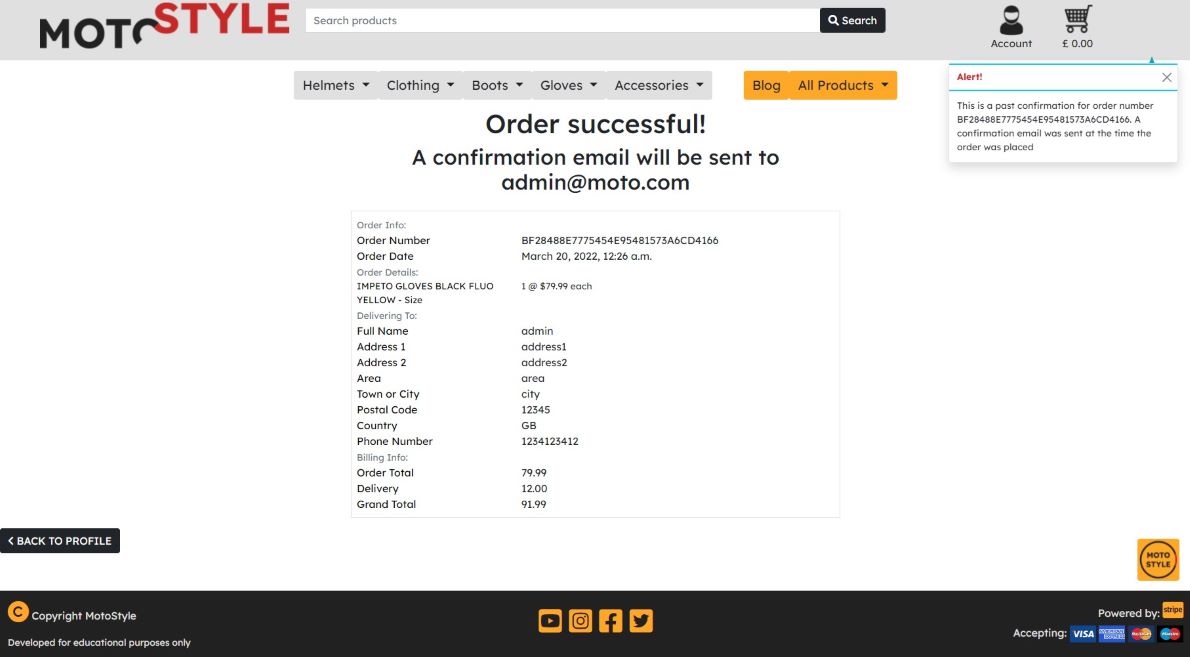 MOTOSTYLE
Search products
Search
Account
£ 0.00
Helmets Clothing Boots Gloves Accessories Blog All Products
Alert!
This is a past confirmation for order number
BF28488E7775454E95481573A6CD4166. A
confirmation email was sent at the time the
order was placed
Order successful!
A confirmation email will be sent to
admin@moto.com
Order Info:
Order Number BF28488E7775454E95481573A6CD4166
Order Date March 20, 2022, 12:26 a.m.
Order Details:
IMPETO GLOVES BLACK FLUO 1 @ $79.99 each
YELLOW - Size
Delivering To:
Full Name admin
Address 1 address1
Address 2 address2
Area area
Town or City city
Postal Code 12345
Country GB
Phone Number 1234123412
Billing Info:
Order Total 79.99
Delivery 12.00
Grand Total 91.99
BACK TO PROFILE
MOTO
STYLE
C Copyright MotoStyle
Developed for educational purposes only
Powered by: stripe
Accepting: VISA